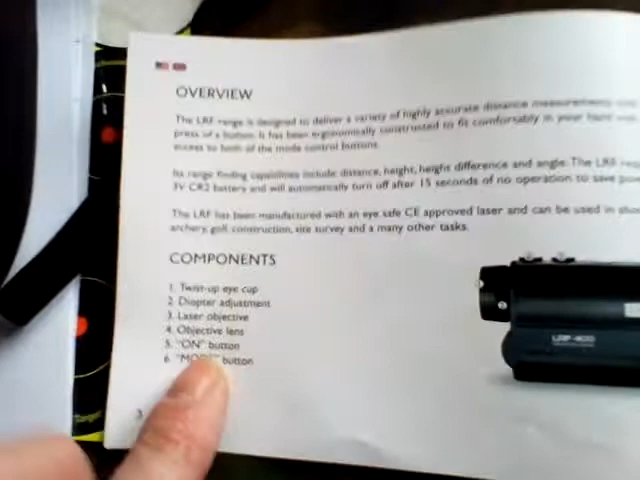 OVERVIEW
The LRF range is designed to deliver a variety of highly accurate distance measurements
press of a button. It has been ergonomically constructed to fit comfortably in your hand
access to both of the mode control buttons.
Its range finding capabilities include: distance, height, height difference and angle. The LRF
3V CR2 battery and will automatically turn off after 15 seconds of no operation to save
The LRF has been manufactured with an eye safe CE approved laser and can be used in
archery, golf, construction, site survey and a many other tasks.
COMPONENTS
1. Twist-up eye cup
2. Diopter adjustment
3. Laser objective
4. Objective lens
5. "ON" button
6. "MODE" button
3
LRF-400
Target